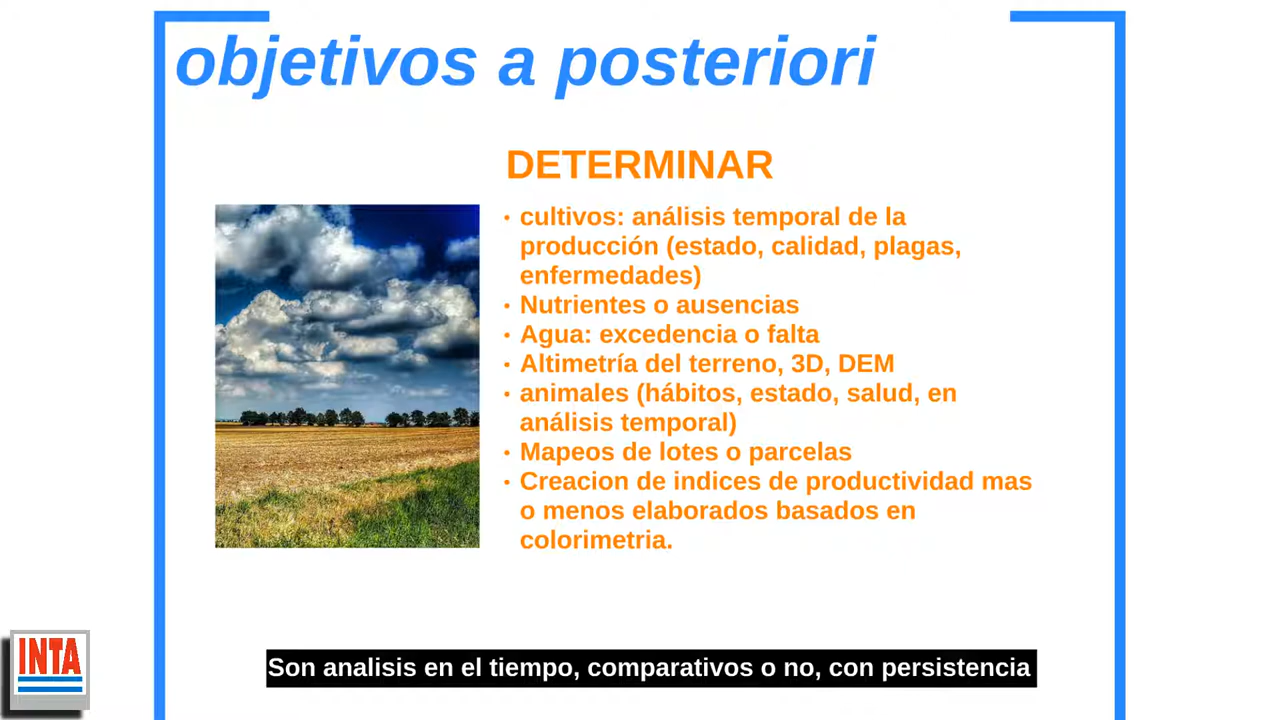 objetivos a posteriori
DETERMINAR
• cultivos: análisis temporal de la
producción (estado, calidad, plagas,
enfermedades)
• Nutrientes o ausencias
• Agua: excedencia o falta
• Altimetría del terreno, 3D, DEM
• animales (hábitos, estado, salud, en
análisis temporal)
• Mapeos de lotes o parcelas
• Creacion de indices de productividad mas
o menos elaborados basados en
colorimetria.
Son analisis en el tiempo, comparativos o no, con persistencia
INTA